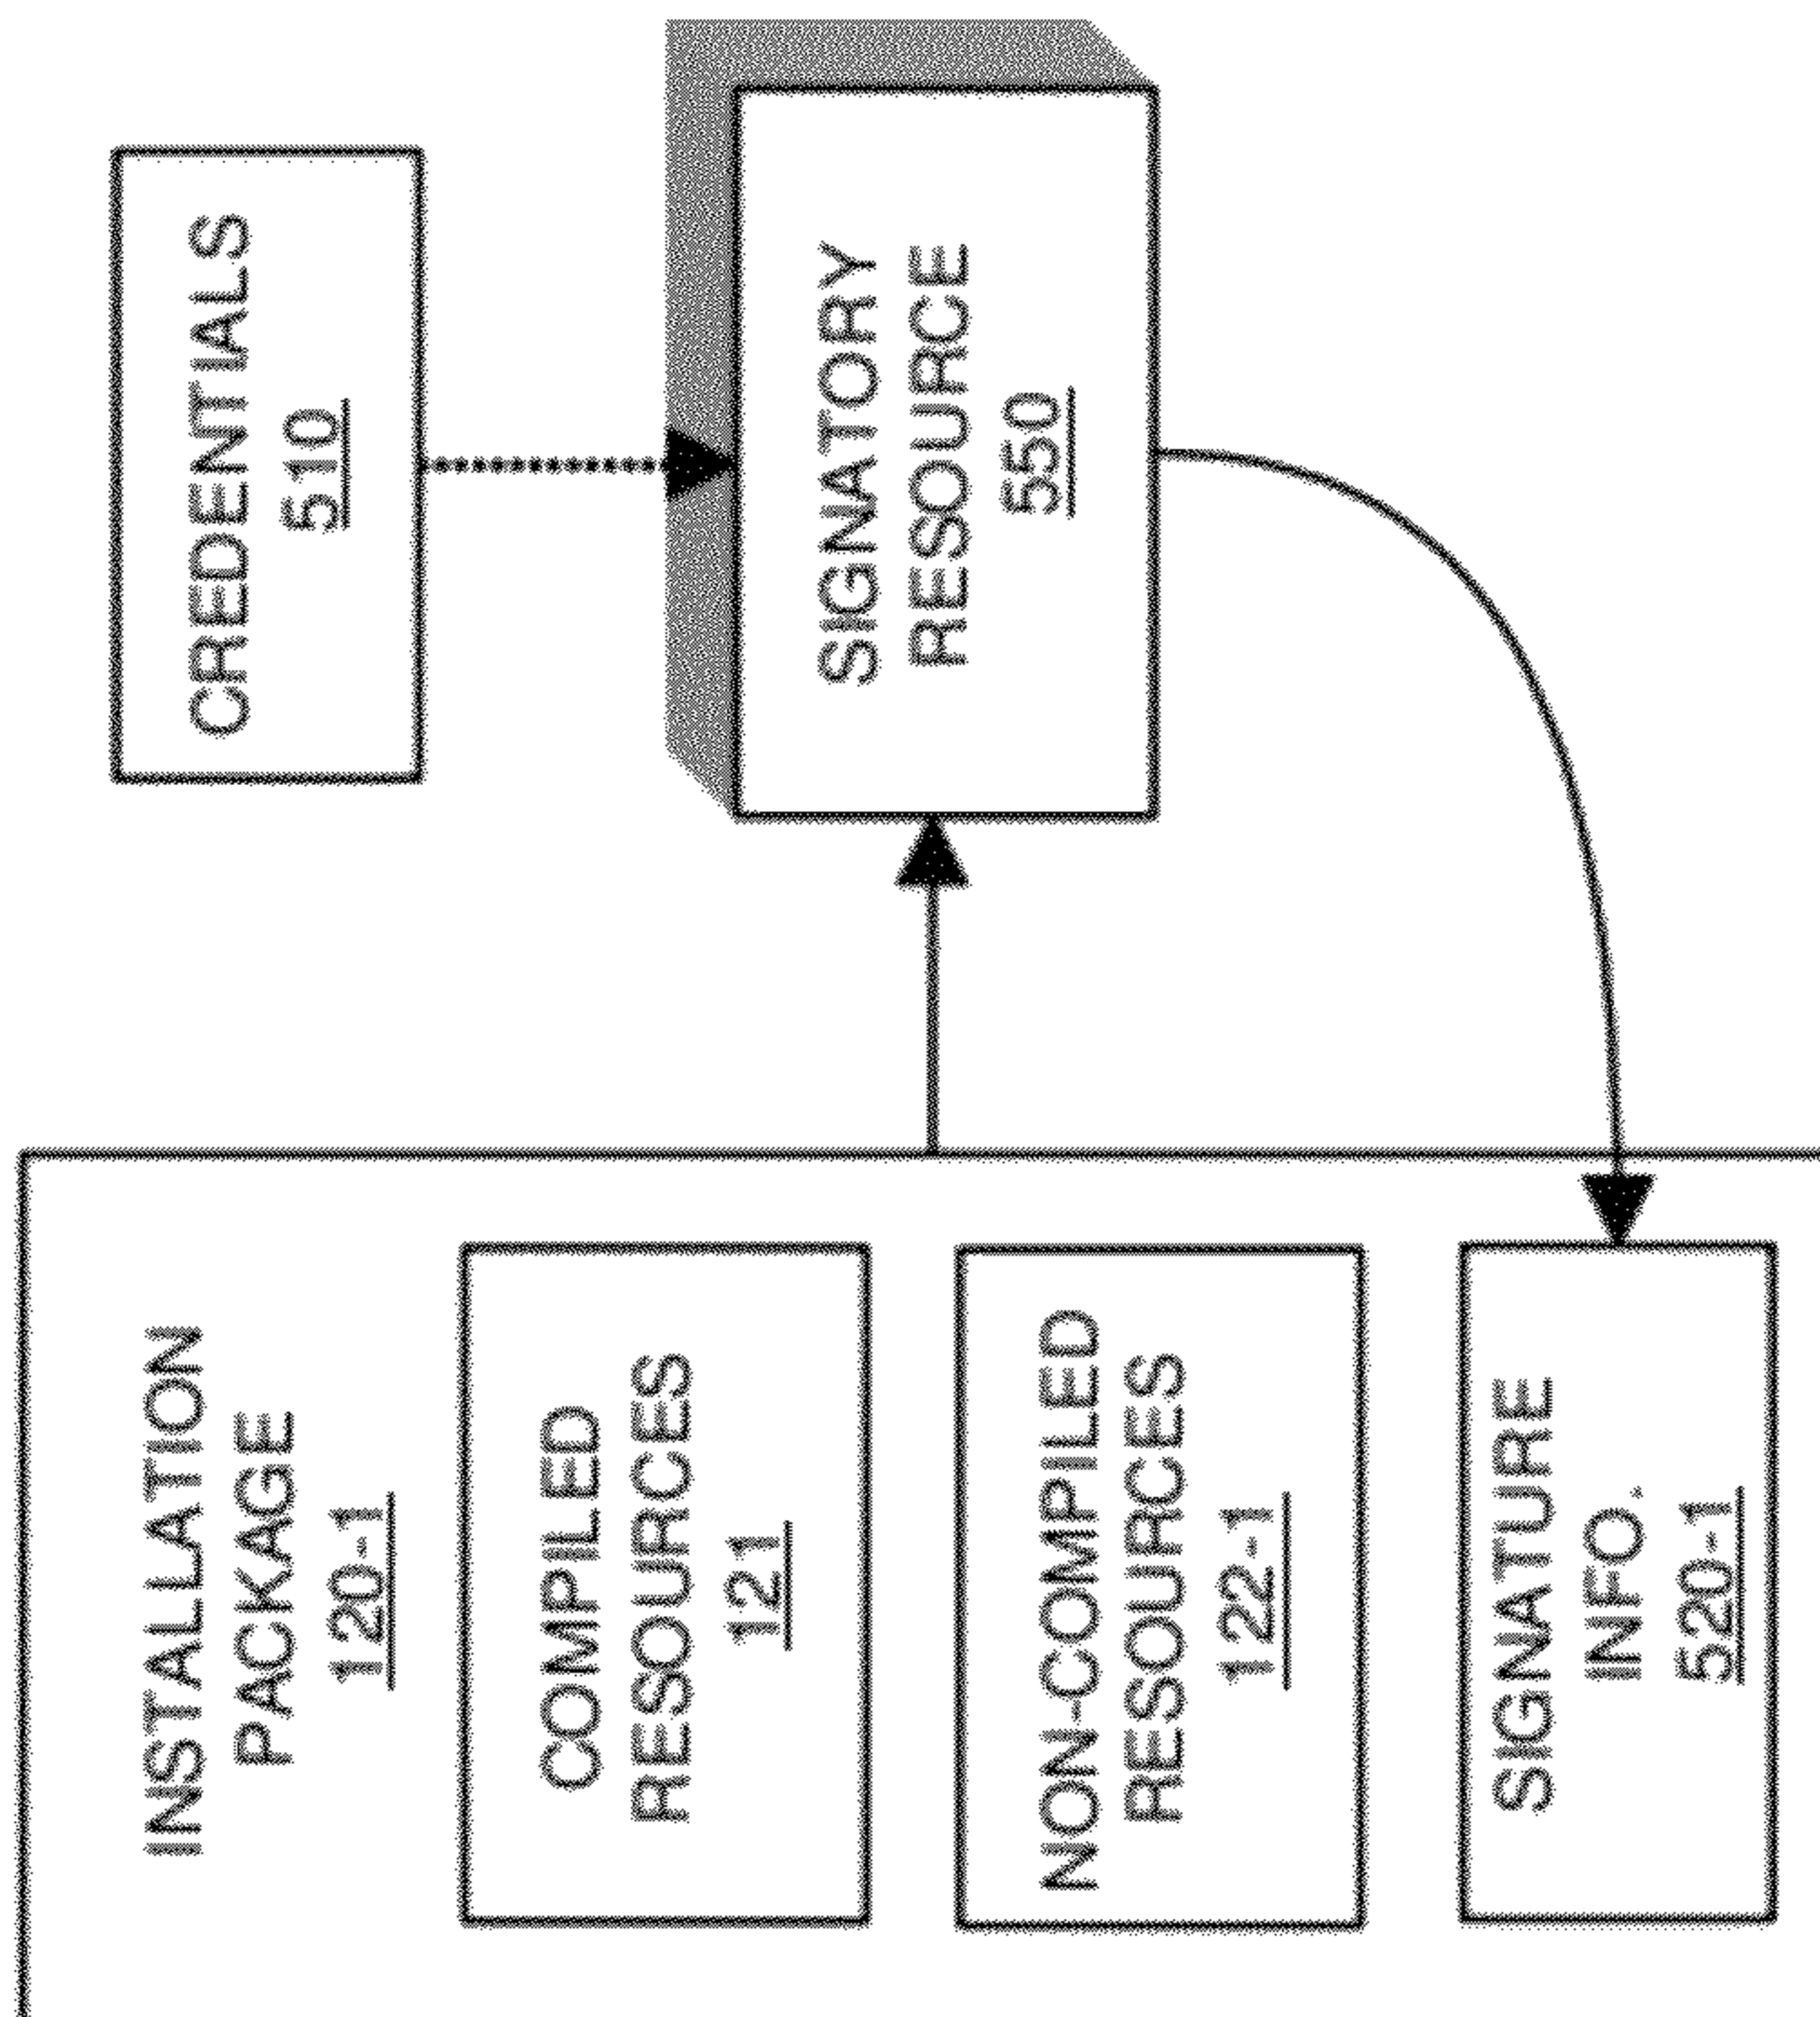 CREDENTIALS
510
SIGNATORY
RESOURCE
550
INSTALLATION
PACKAGE
120-1
COMPILED
RESOURCES
121
NON-COMPILED
RESOURCES
122-1
SIGNATURE
INFO.
520-1